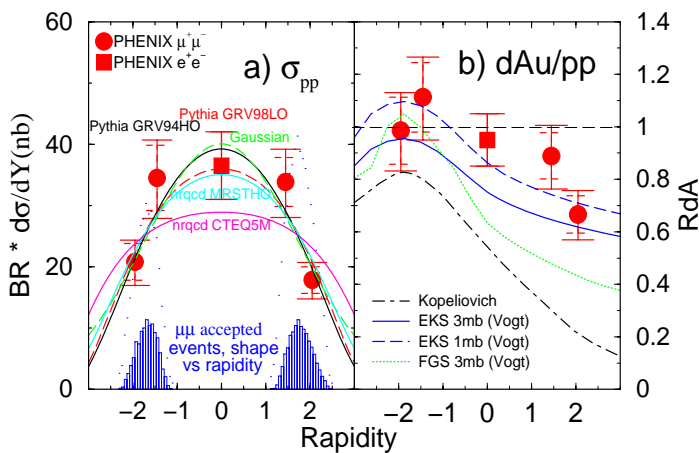 60
40
20
0
BR * dσ/dY(nb)
PHENIX μ⁺μ⁻
PHENIX e⁺e⁻
a) σpp
Pythia GRV98LO
Pythia GRV94HO
Gaussian
nrqcd MRSTHO
nrqcd CTEQ5M
μμ accepted
events, shape
vs rapidity
−2 −1 0 1 2
b) dAu/pp
Kopeliovich
EKS 3mb (Vogt)
EKS 1mb (Vogt)
FGS 3mb (Vogt)
−2 −1 0 1 2
1.4
1.2
1
0.8
0.6
0.4
0.2
0
RdA
Rapidity